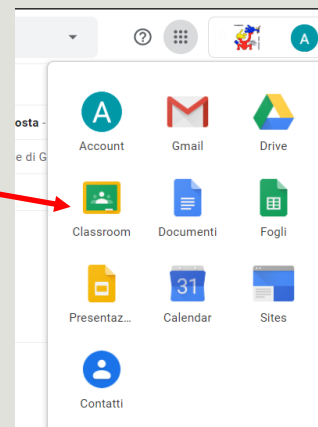 A
osta -
e di G
A
Account Gmail Drive
Classroom Documenti Fogli
31
Presentaz... Calendar Sites
Contatti